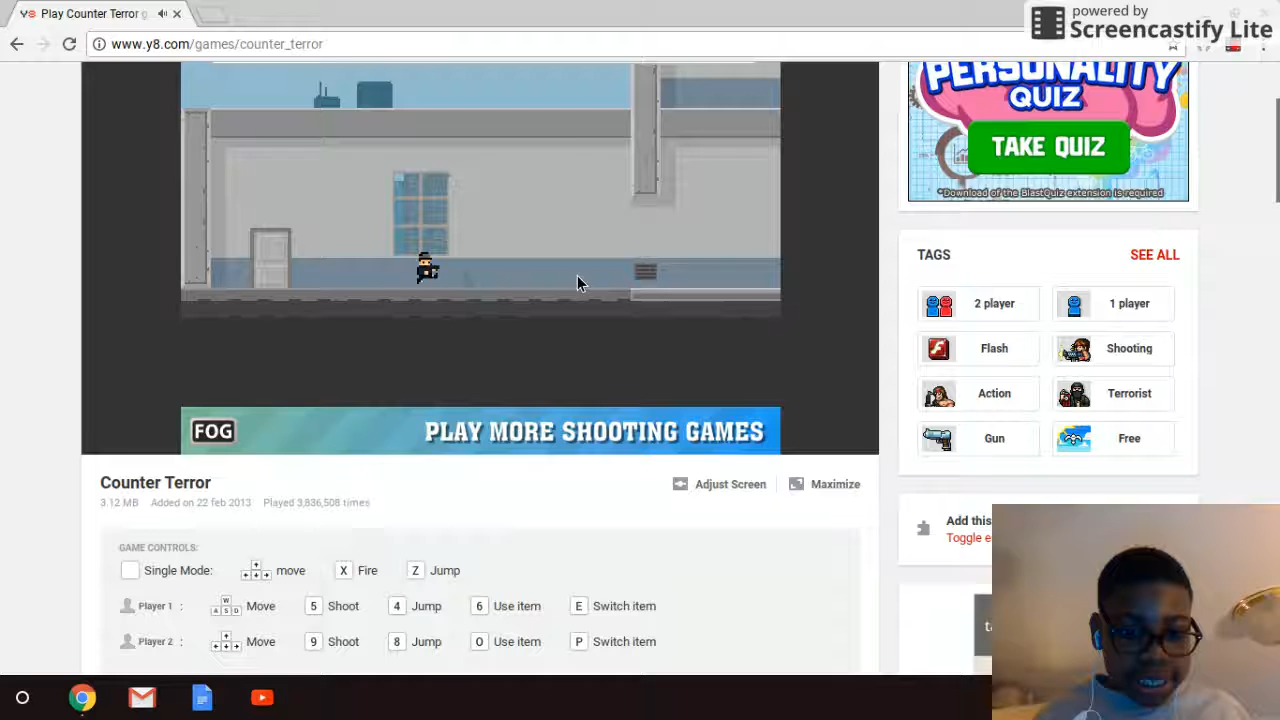 powered by
Screencastify Lite
Y8 Play Counter Terror g
www.y8.com/games/counter_terror
PERSONALITY
QUIZ
TAKE QUIZ
*Download of the BlastQuiz extension is required
TAGS SEE ALL
2 player 1 player
Flash Shooting
Action Terrorist
Gun Free
FOG PLAY MORE SHOOTING GAMES
Counter Terror Adjust Screen Maximize
3.12 MB Added on 22 feb 2013 Played 3,836,508 times
Add this
Toggle e
GAME CONTROLS:
Single Mode: move X Fire Z Jump
Player 1 : W A S D Move 5 Shoot 4 Jump 6 Use item E Switch item
Player 2 : Move 9 Shoot 8 Jump O Use item P Switch item